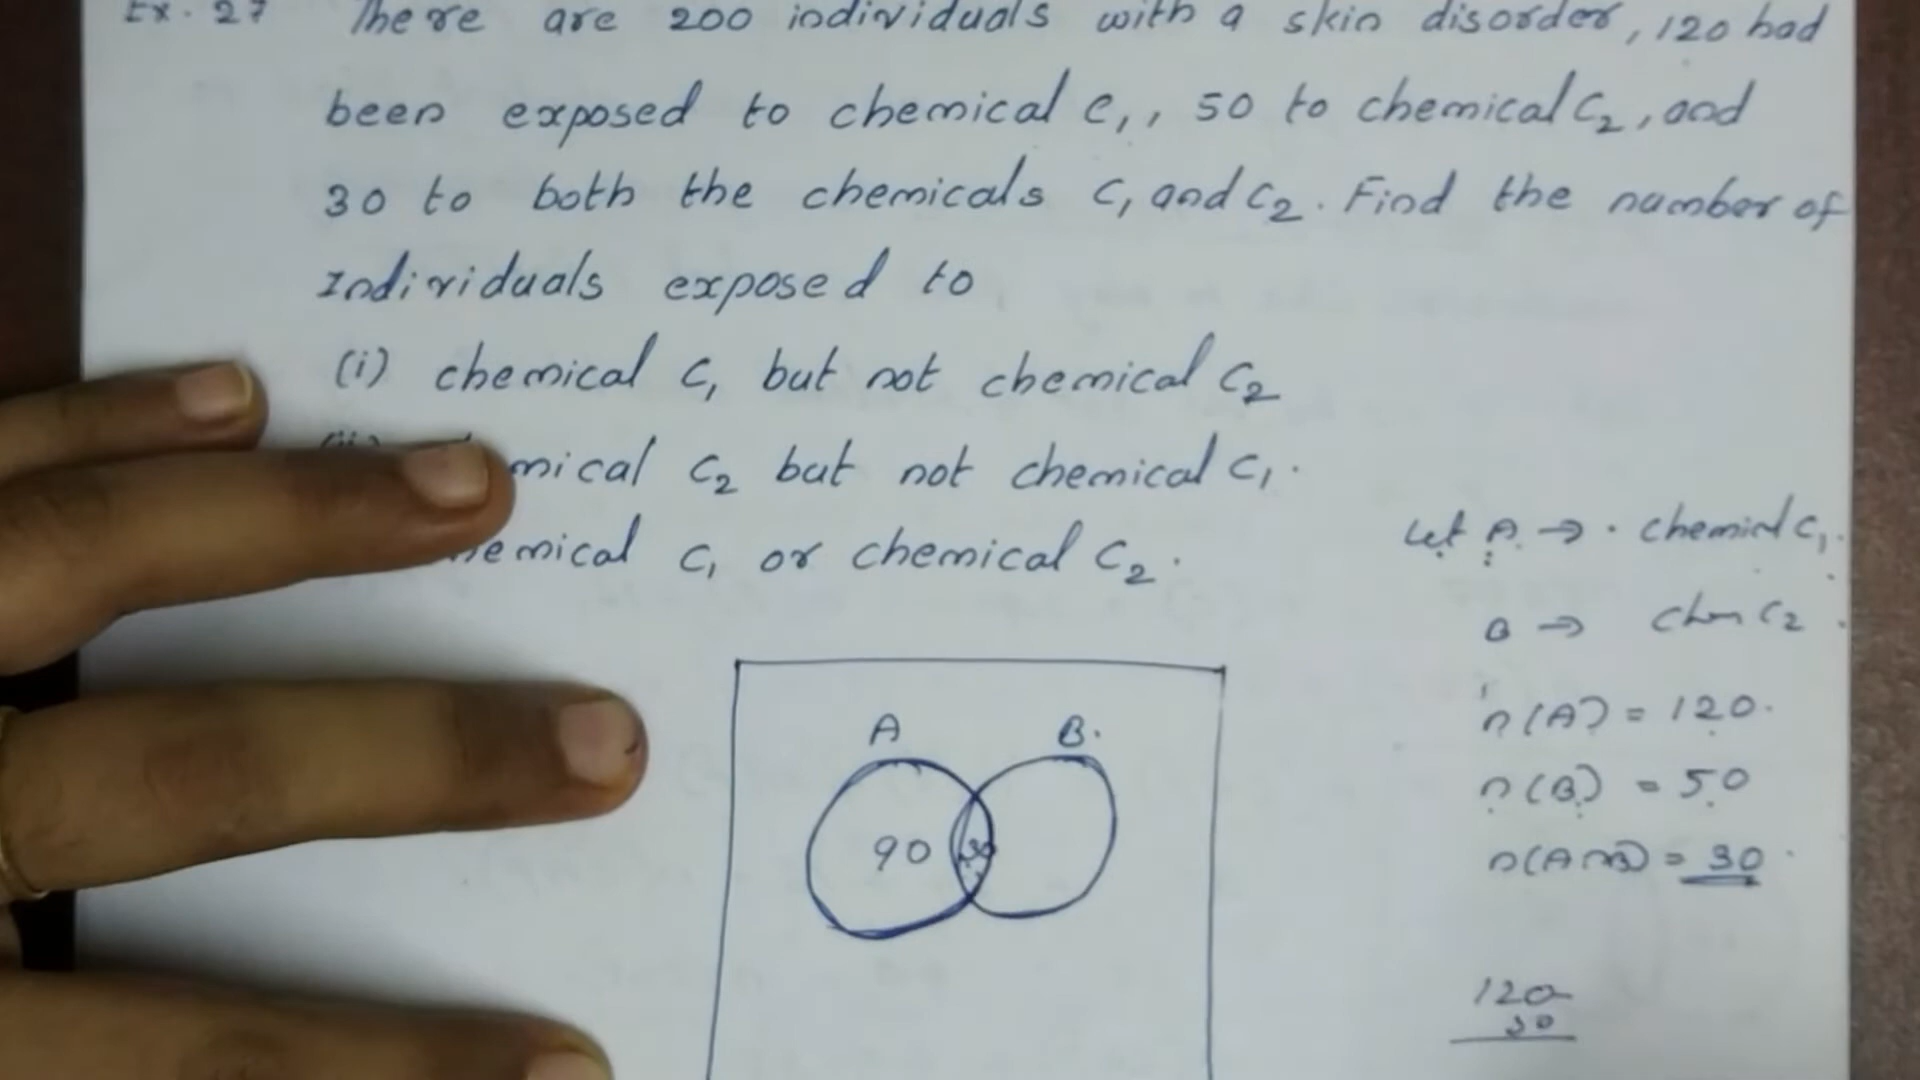 Ex. 27 There are 200 individuals with a skin disorder, 120 had
been exposed to chemical C1, 50 to chemical C2, and
30 to both the chemicals C1 and C2. Find the number of
Individuals exposed to
(i) chemical C1 but not chemical C2
mical C2 but not chemical C1.
emical C1 or chemical C2.
Let A → chemical C1.
B → Chem C2.
A B.
90 30
n(A) = 120.
n(B) = 50
n(A∩B) = 30.
120
30